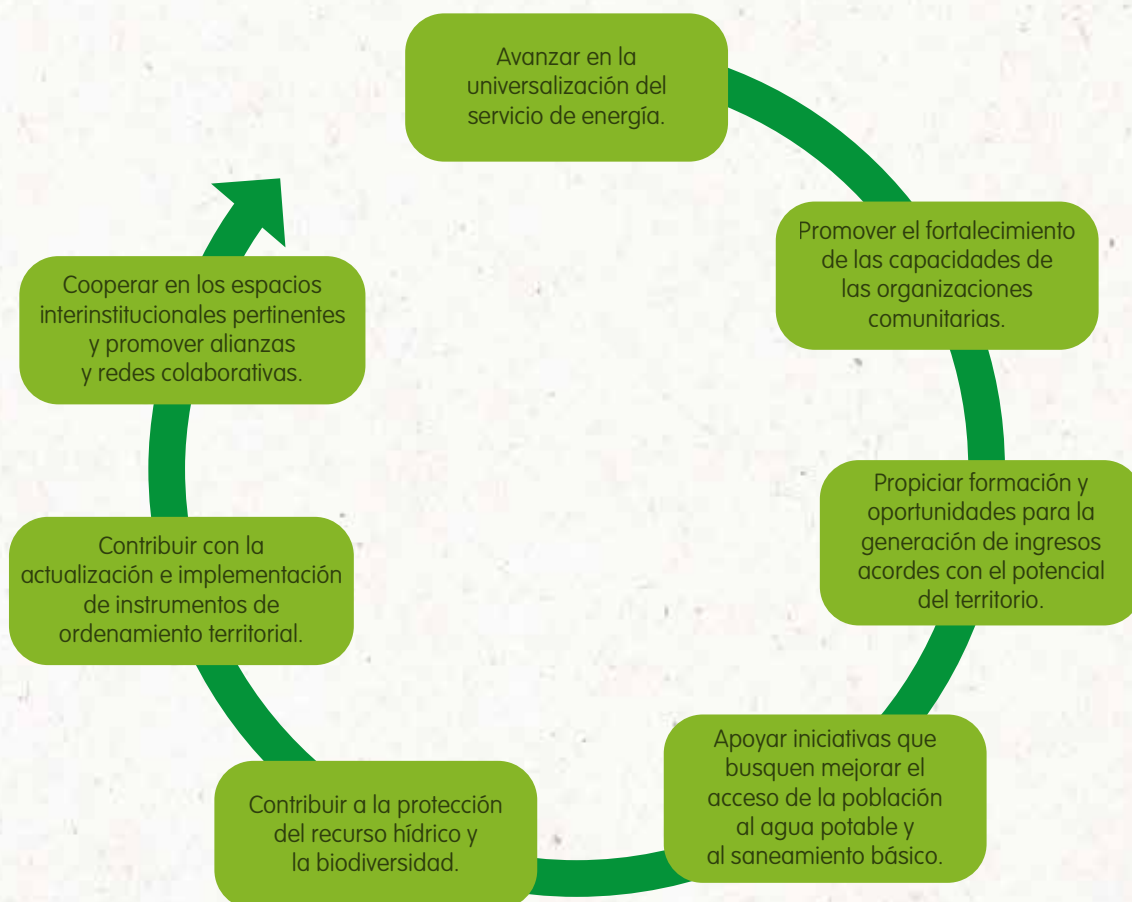 Avanzar en la
universalización del
servicio de energía.
Promover el fortalecimiento
de las capacidades de
las organizaciones
comunitarias.
Propiciar formación y
oportunidades para la
generación de ingresos
acordes con el potencial
del territorio.
Apoyar iniciativas que
busquen mejorar el
acceso de la población
al agua potable y
al saneamiento básico.
Contribuir a la protección
del recurso hídrico y
la biodiversidad.
Contribuir con la
actualización e implementación
de instrumentos de
ordenamiento territorial.
Cooperar en los espacios
interinstitucionales pertinentes
y promover alianzas
y redes colaborativas.